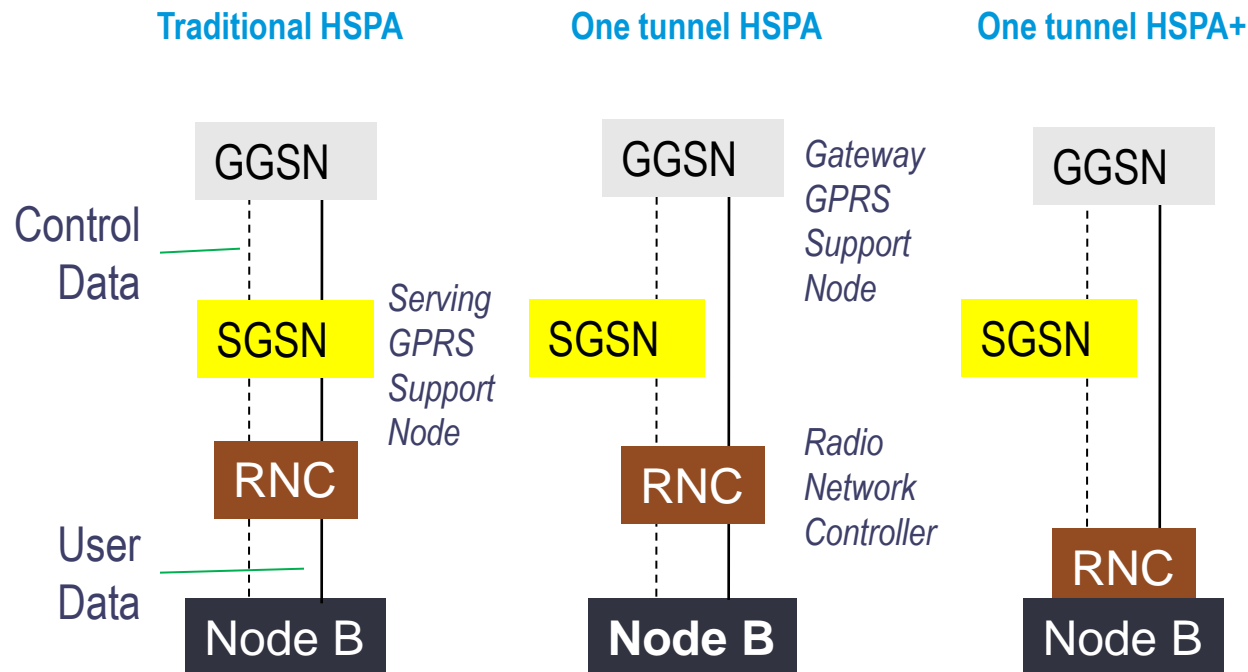 Traditional HSPA
One tunnel HSPA
One tunnel HSPA+
GGSN
GGSN
GGSN
Gateway
GPRS
Support
Node
Control
Data
Serving
GPRS
Support
Node
SGSN
SGSN
SGSN
Radio
Network
Controller
RNC
RNC
RNC
User
Data
Node B
Node B
Node B